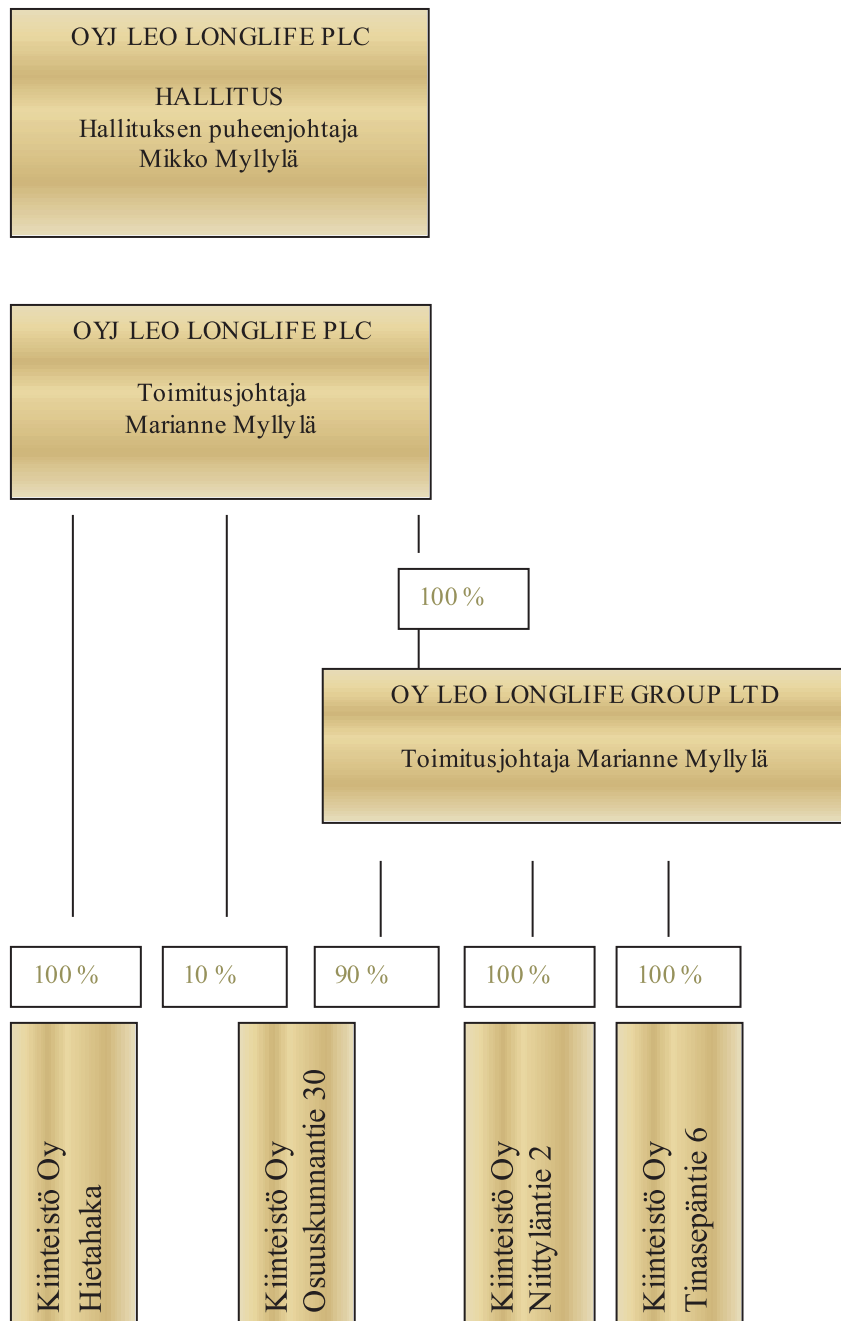 OYJ LEO LONGLIFE PLC
HALLITUS
Hallituksen puheenjohtaja
Mikko Myllylä
OYJ LEO LONGLIFE PLC
Toimitusjohtaja
Marianne Myllylä
100 %
OY LEO LONGLIFE GROUP LTD
Toimitusjohtaja Marianne Myllylä
100 %
10 %
90 %
100 %
100 %
Kiinteistö Oy
Hietahaka
Kiinteistö Oy
Osuuskunnantie 30
Kiinteistö Oy
Niittyläntie 2
Kiinteistö Oy
Tinasepäntie 6